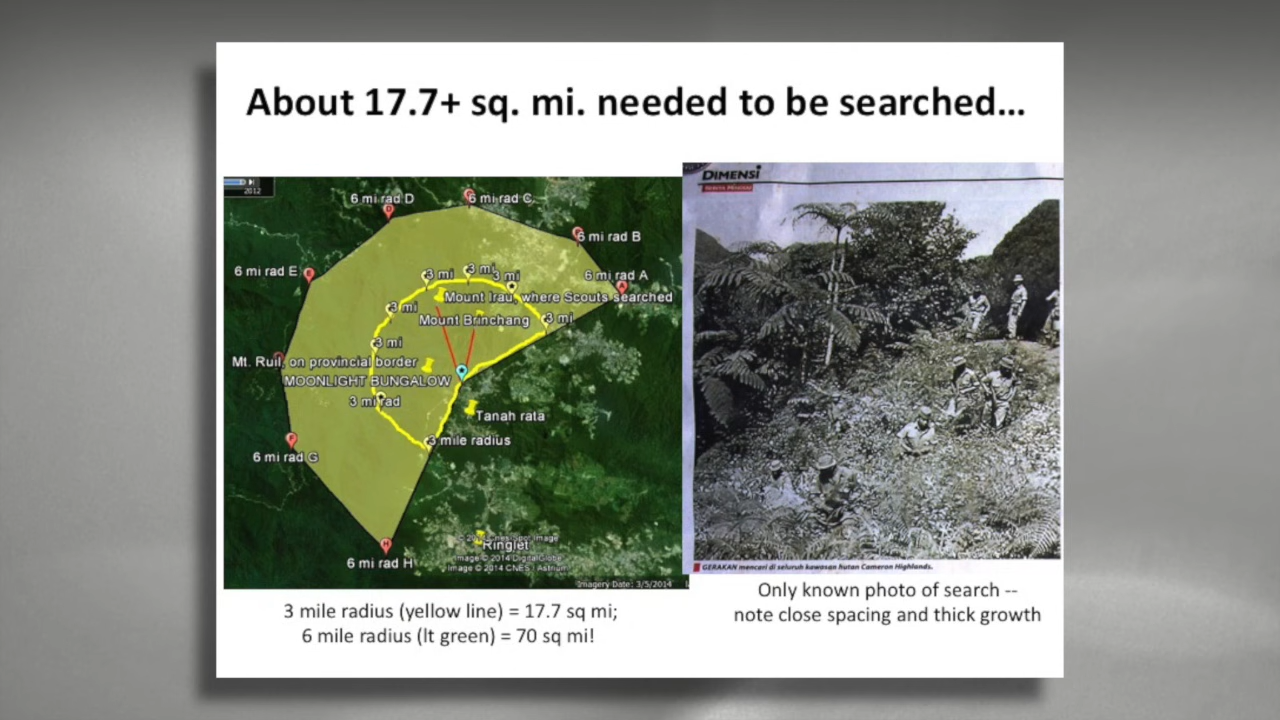 About 17.7+ sq. mi. needed to be searched...
2012
6 mi rad D
6 mi rad C
6 mi rad B
6 mi rad E
6 mi rad A
3 mi
3 mi
3 mi
Mount Irau, where Scouts searched
3 mi
Mount Brinchang
3 mi
3 mi
Mt. Ruil, on provincial border
MOONLIGHT BUNGALOW
3 mi rad
Tanah rata
3 mile radius
6 mi rad G
Ringlet
Image © 2014 DigitalGlobe
Image © 2014 CNES / Astrium
6 mi rad H
Imagery Date: 3/5/2014
3 mile radius (yellow line) = 17.7 sq mi;
6 mile radius (lt green) = 70 sq mi!
DIMENSI
GERAKAN mencari di seluruh kawasan hutan Cameron Highlands.
Only known photo of search --
note close spacing and thick growth